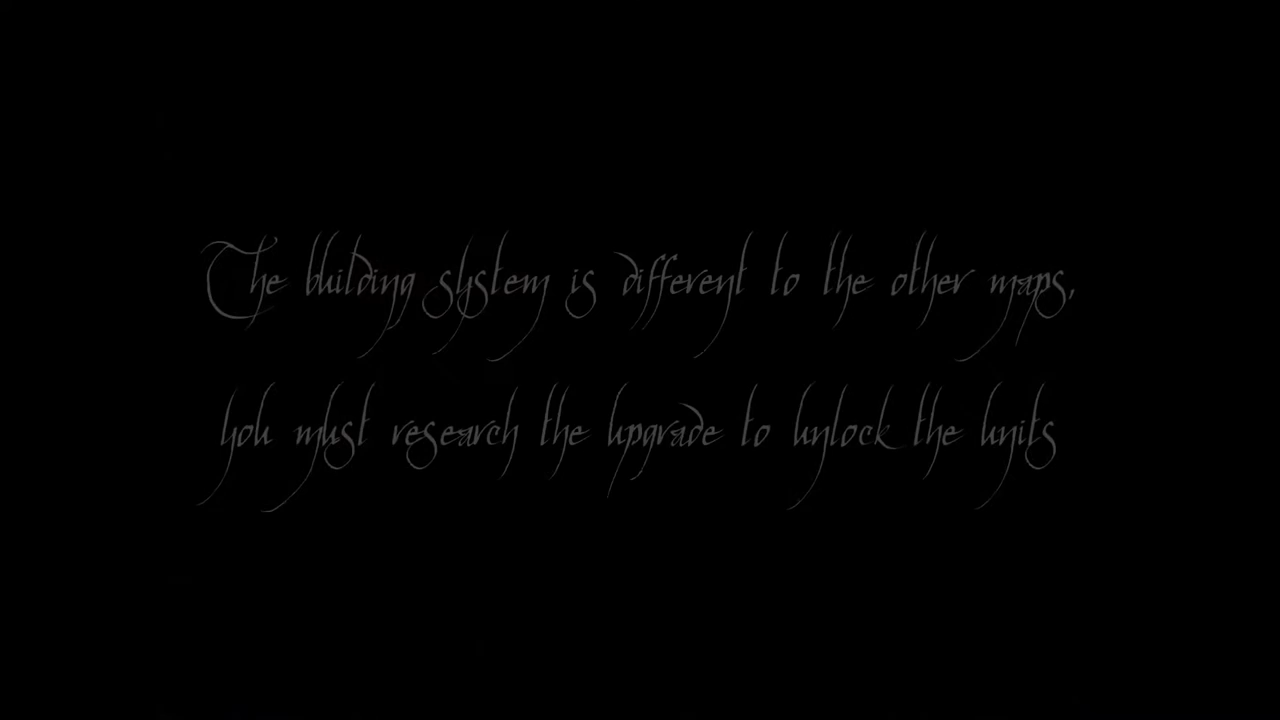 The building system is different to the other maps,
you must research the upgrade to unlock the units